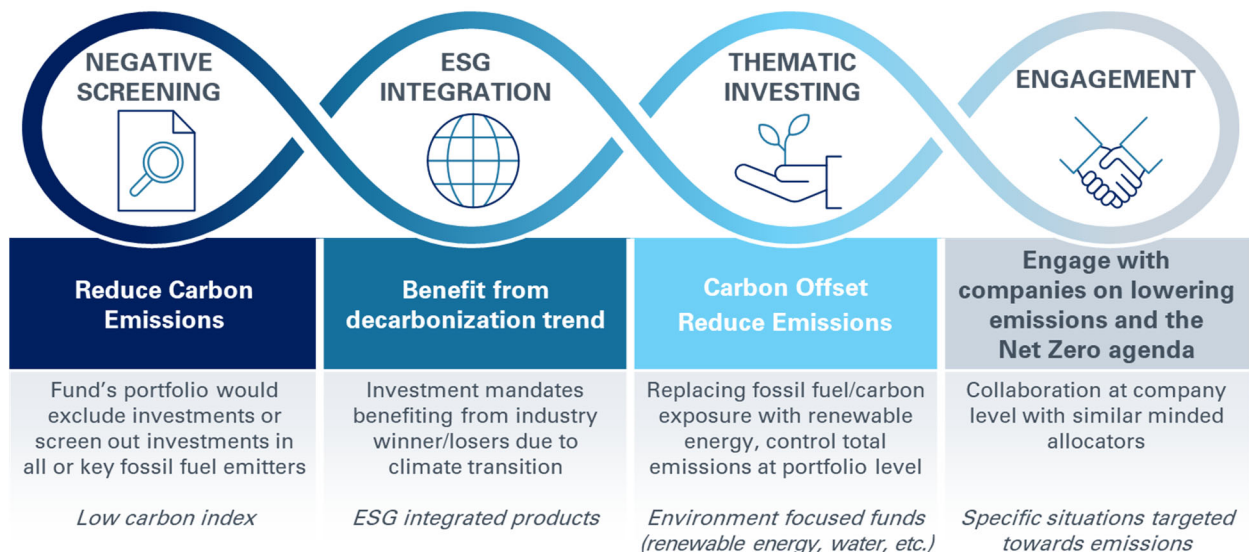 NEGATIVE
SCREENING
ESG
INTEGRATION
THEMATIC
INVESTING
ENGAGEMENT
Reduce Carbon
Emissions
Benefit from
decarbonization trend
Carbon Offset
Reduce Emissions
Engage with
companies on lowering
emissions and the
Net Zero agenda
Fund's portfolio would
exclude investments or
screen out investments in
all or key fossil fuel emitters
Low carbon index
Investment mandates
benefiting from industry
winner/losers due to
climate transition
ESG integrated products
Replacing fossil fuel/carbon
exposure with renewable
energy, control total
emissions at portfolio level
Environment focused funds
(renewable energy, water, etc.)
Collaboration at company
level with similar minded
allocators
Specific situations targeted
towards emissions